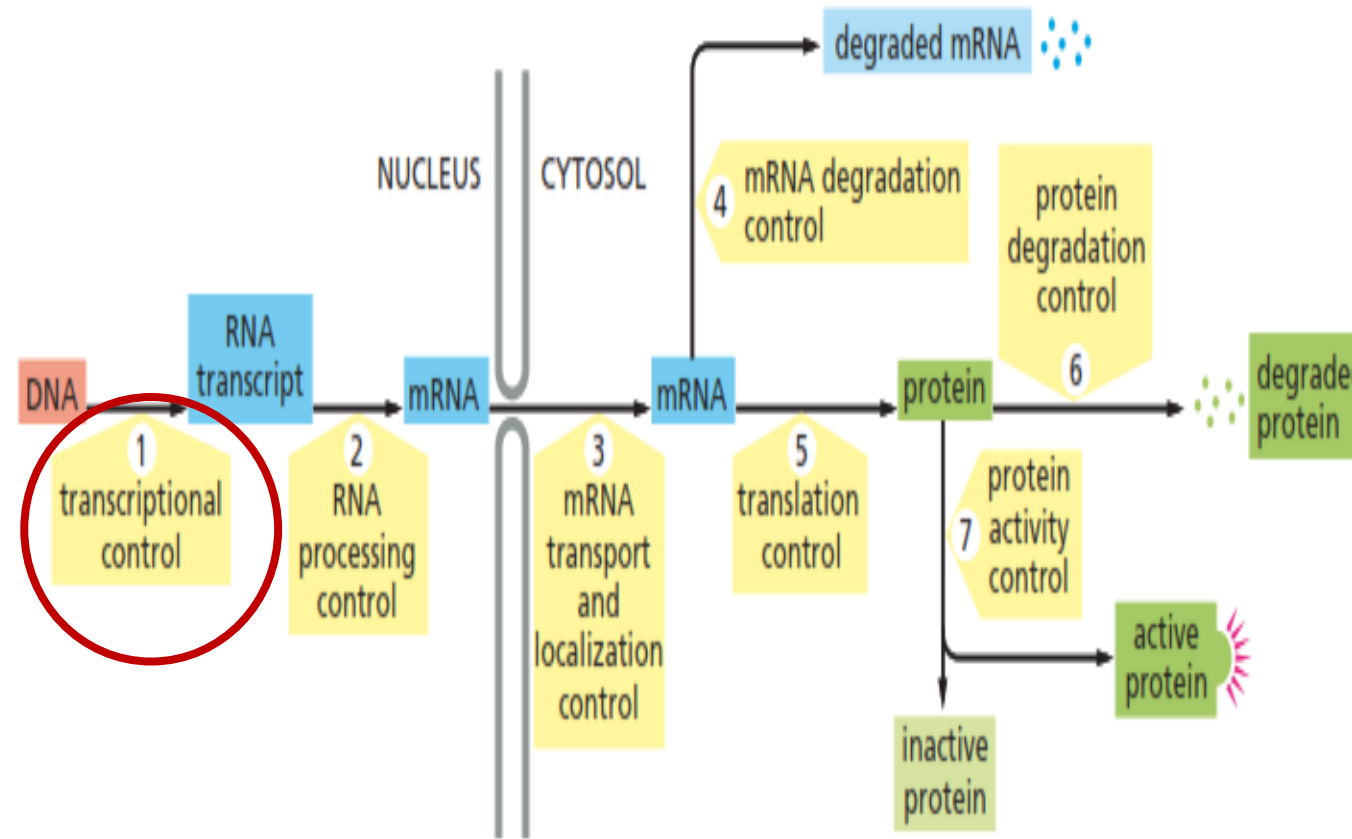 degraded mRNA
NUCLEUS
CYTOSOL
4
mRNA degradation
control
protein
degradation
control
6
DNA
RNA
transcript
mRNA
mRNA
protein
degrade
protein
1
transcriptional
control
2
RNA
processing
control
3
mRNA
transport
and
localization
control
5
translation
control
7
protein
activity
control
active
protein
inactive
protein